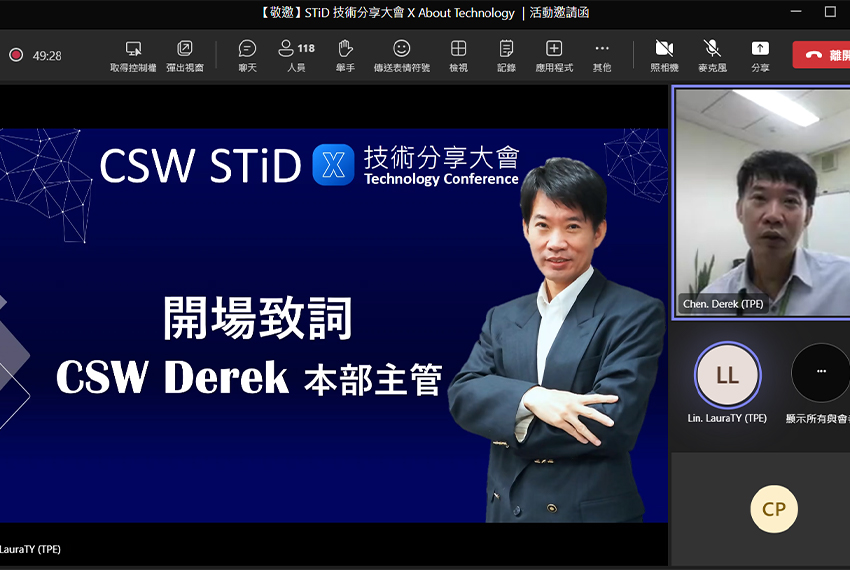 【敬邀】STiD 技術分享大會 X About Technology ｜活動邀請函
49:28
取得控制權 彈出視窗 聊天 人員 118 舉手 傳送表情符號 檢視 記錄 應用程式 其他 照相機 麥克風 分享 離開
CSW STiD X 技術分享大會
Technology Conference
開場致詞
CSW Derek 本部主管
Chen. Derek (TPE)
LL
Lin. LauraTY (TPE)
顯示所有與會
CP
LauraTY (TPE)